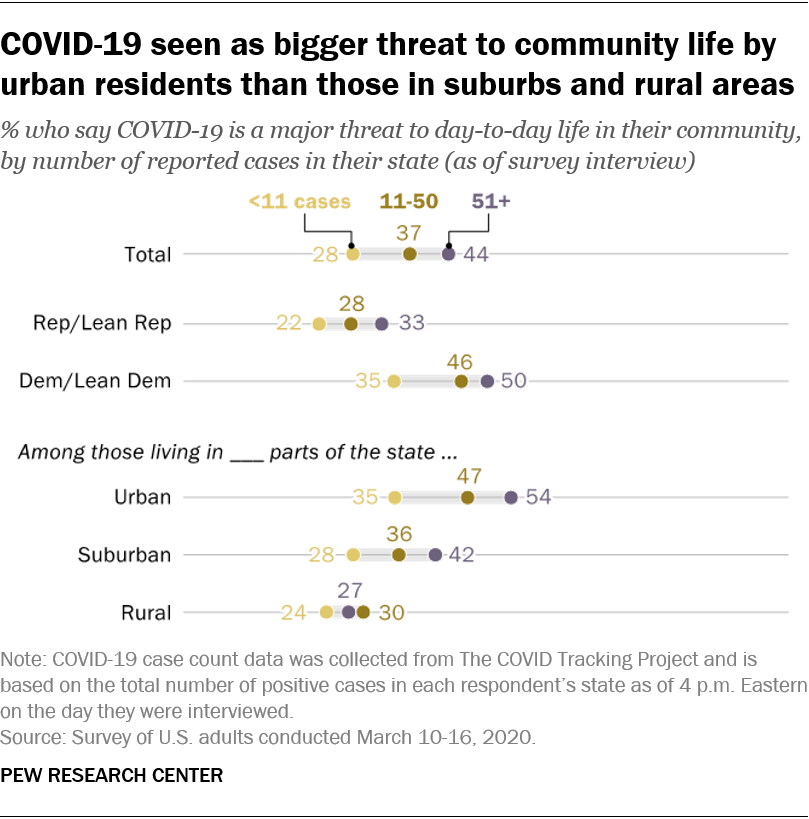 COVID-19 seen as bigger threat to community life by
urban residents than those in suburbs and rural areas
% who say COVID-19 is a major threat to day-to-day life in their community,
by number of reported cases in their state (as of survey interview)
<11 cases 11-50 51+
37
Total 28 44
28
Rep/Lean Rep 22 33
46
Dem/Lean Dem 35 50
Among those living in ___ parts of the state ...
47
Urban 35 54
36
Suburban 28 42
27
Rural 24 30
Note: COVID-19 case count data was collected from The COVID Tracking Project and is
based on the total number of positive cases in each respondent's state as of 4 p.m. Eastern
on the day they were interviewed.
Source: Survey of U.S. adults conducted March 10-16, 2020.
PEW RESEARCH CENTER